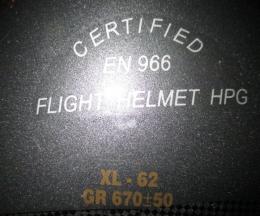 CERTIFIED
EN 966
FLIGHT HELMET HPG
XL - 62
GR 670±50